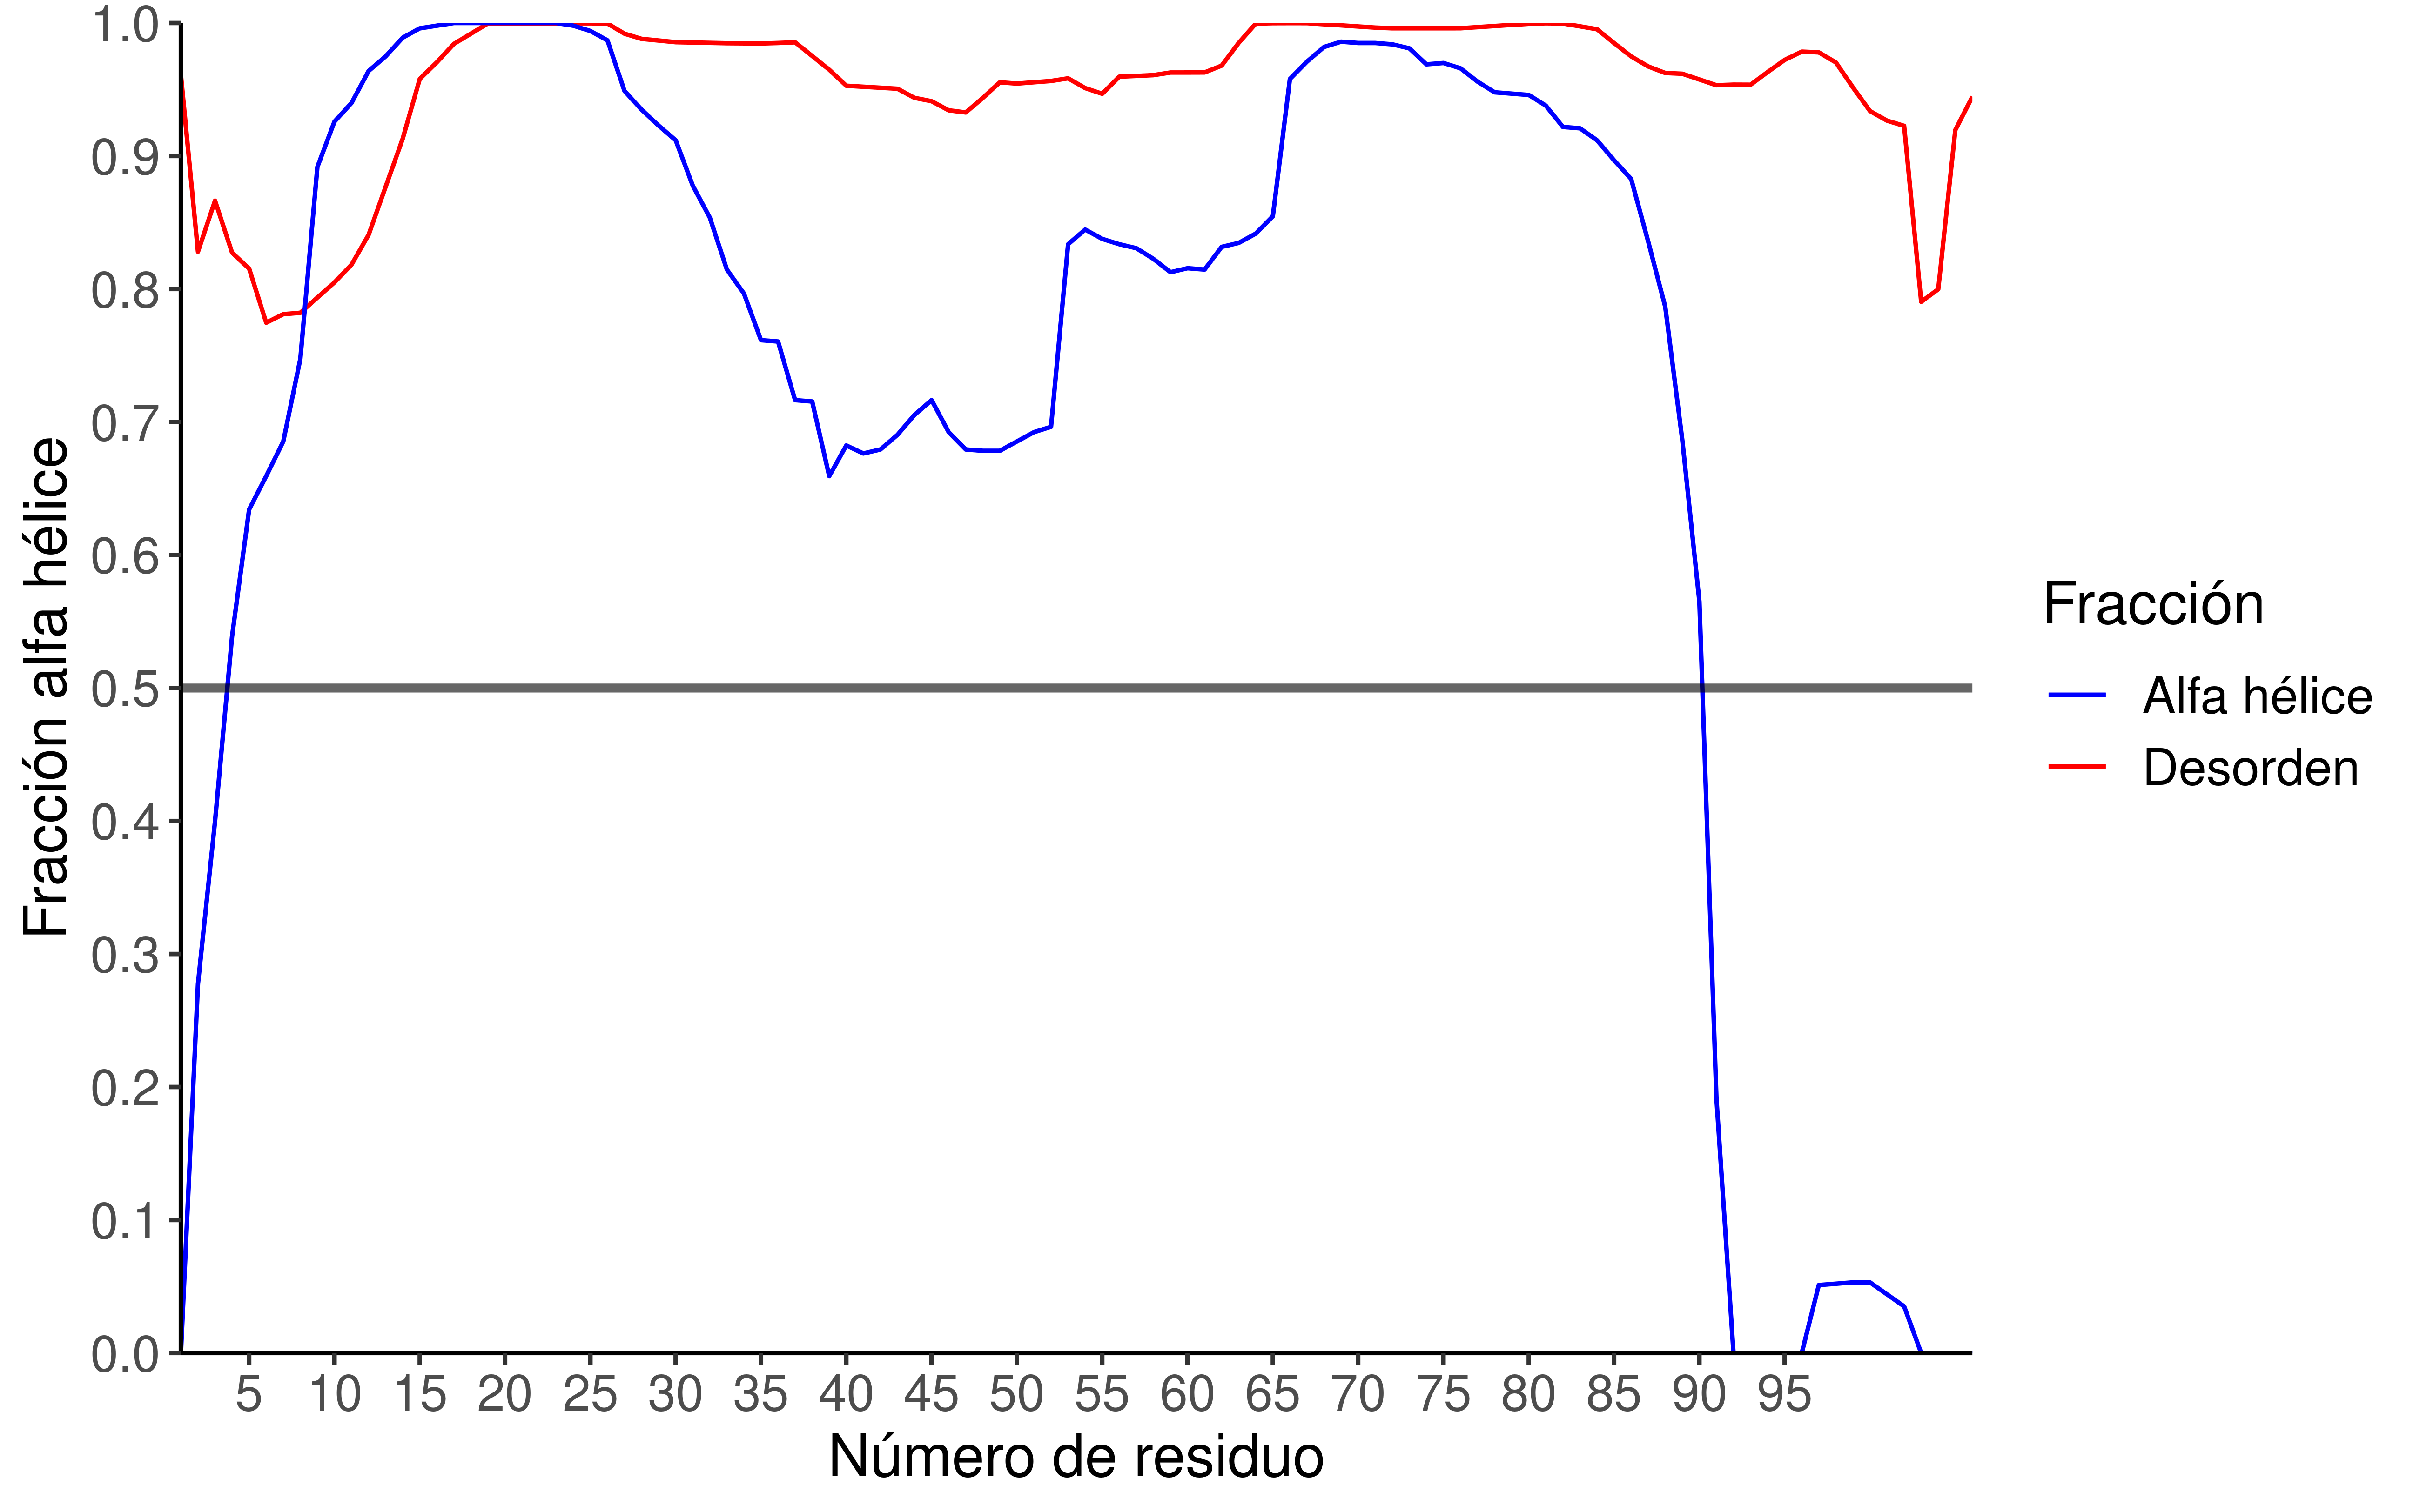 Fracción alfa hélice
1.0
0.9
0.8
0.7
0.6
0.5
0.4
0.3
0.2
0.1
0.0
5 10 15 20 25 30 35 40 45 50 55 60 65 70 75 80 85 90 95
Número de residuo
Fracción
Alfa hélice
Desorden